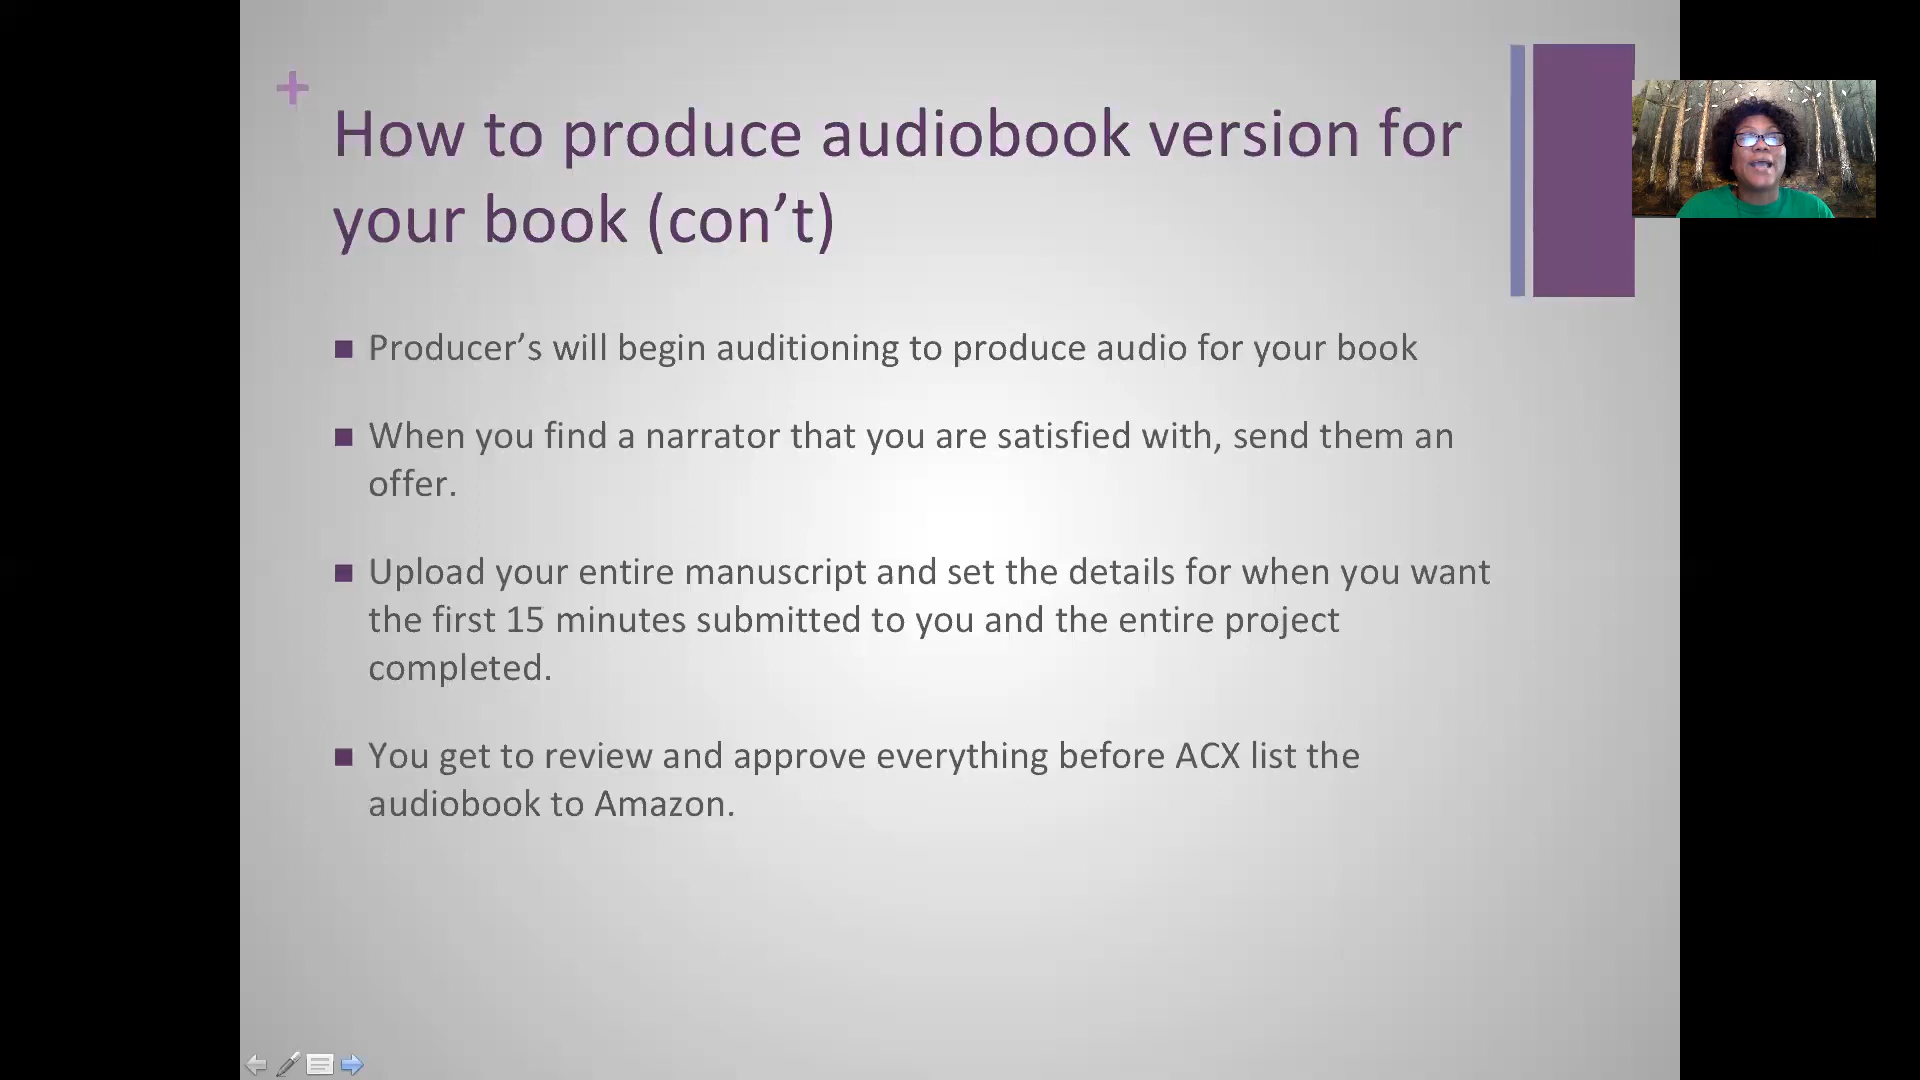 +
How to produce audiobook version for
your book (con’t)
■ Producer’s will begin auditioning to produce audio for your book
■ When you find a narrator that you are satisfied with, send them an
offer.
■ Upload your entire manuscript and set the details for when you want
the first 15 minutes submitted to you and the entire project
completed.
■ You get to review and approve everything before ACX list the
audiobook to Amazon.